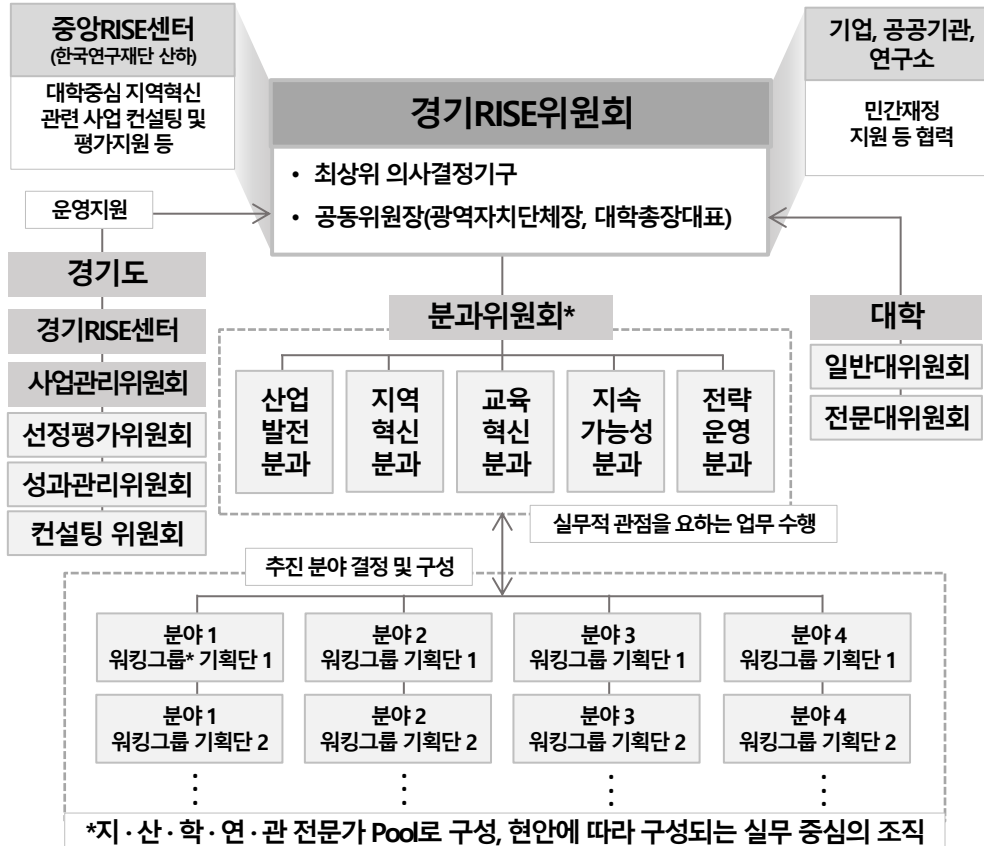 중앙RISE센터
(한국연구재단 산하)
대학중심 지역혁신
관련 사업 컨설팅 및
평가지원 등
기업, 공공기관,
연구소
민간재정
지원 등 협력
경기RISE위원회
• 최상위 의사결정기구
• 공동위원장(광역자치단체장, 대학총장대표)
운영지원
경기도
경기RISE센터
사업관리위원회
선정평가위원회
성과관리위원회
컨설팅 위원회
분과위원회*
산업
발전
분과
지역
혁신
분과
교육
혁신
분과
지속
가능성
분과
전략
운영
분과
대학
일반대위원회
전문대위원회
실무적 관점을 요하는 업무 수행
추진 분야 결정 및 구성
분야 1
워킹그룹* 기획단 1
분야 2
워킹그룹 기획단 1
분야 3
워킹그룹 기획단 1
분야 4
워킹그룹 기획단 1
분야 1
워킹그룹 기획단 2
분야 2
워킹그룹 기획단 2
분야 3
워킹그룹 기획단 2
분야 4
워킹그룹 기획단 2
*지·산·학·연·관 전문가 Pool로 구성, 현안에 따라 구성되는 실무 중심의 조직